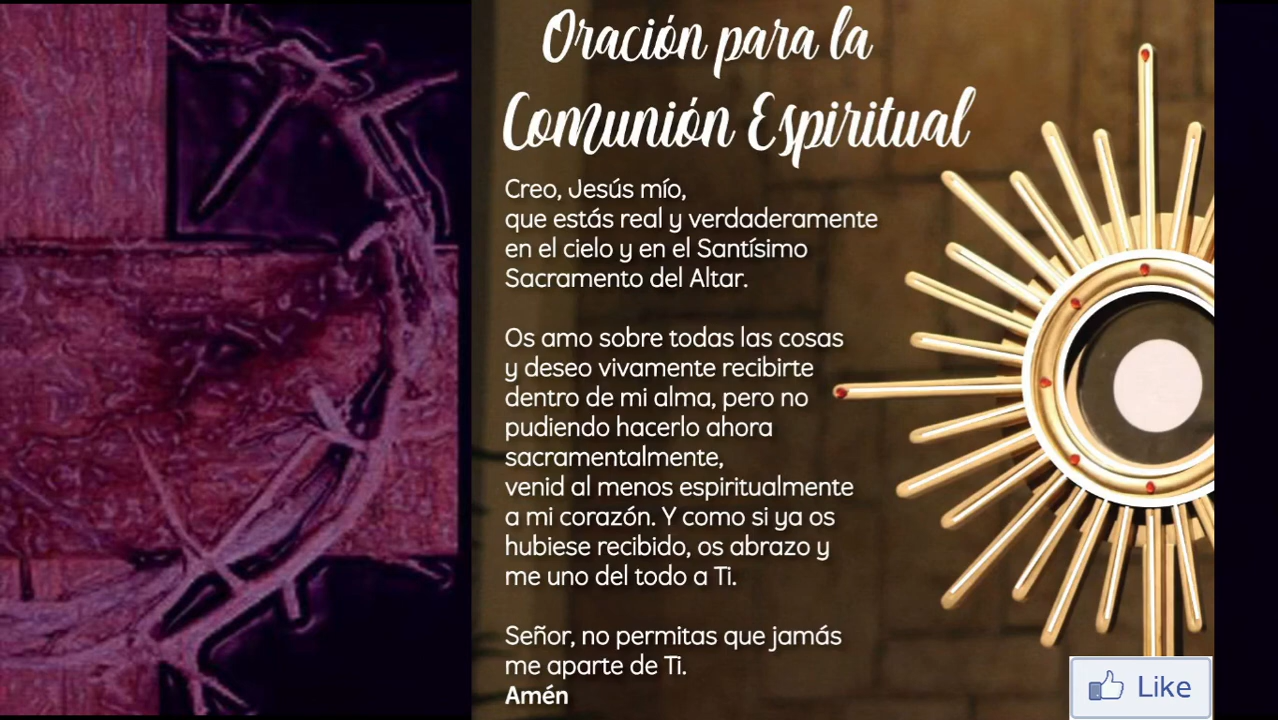 Oración para la
Comunión Espiritual
Creo, Jesús mío,
que estás real y verdaderamente
en el cielo y en el Santísimo
Sacramento del Altar.
Os amo sobre todas las cosas
y deseo vivamente recibirte
dentro de mi alma, pero no
pudiendo hacerlo ahora
sacramentalmente,
venid al menos espiritualmente
a mi corazón. Y como si ya os
hubiese recibido, os abrazo y
me uno del todo a Ti.
Señor, no permitas que jamás
me aparte de Ti.
Amén
Like